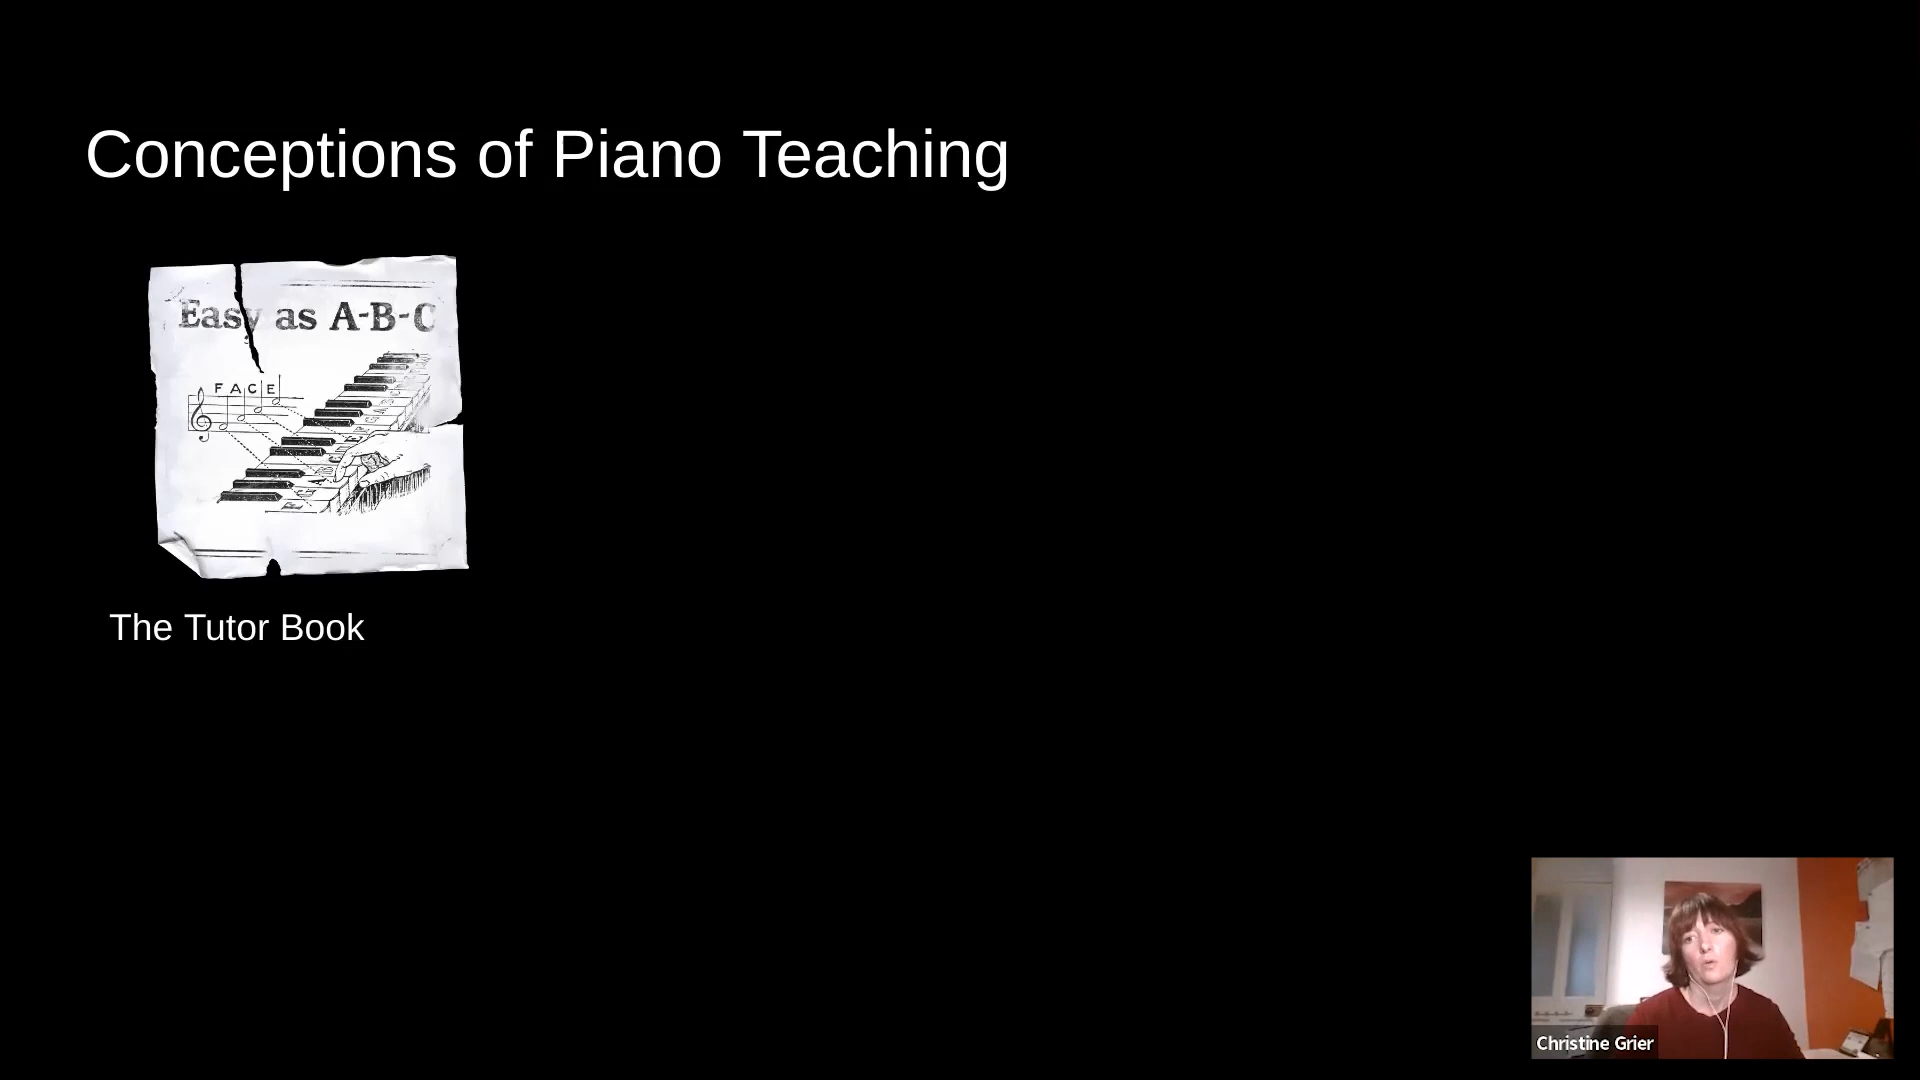 Conceptions of Piano Teaching
Easy as A-B-C
F A C E
The Tutor Book
Christine Grier